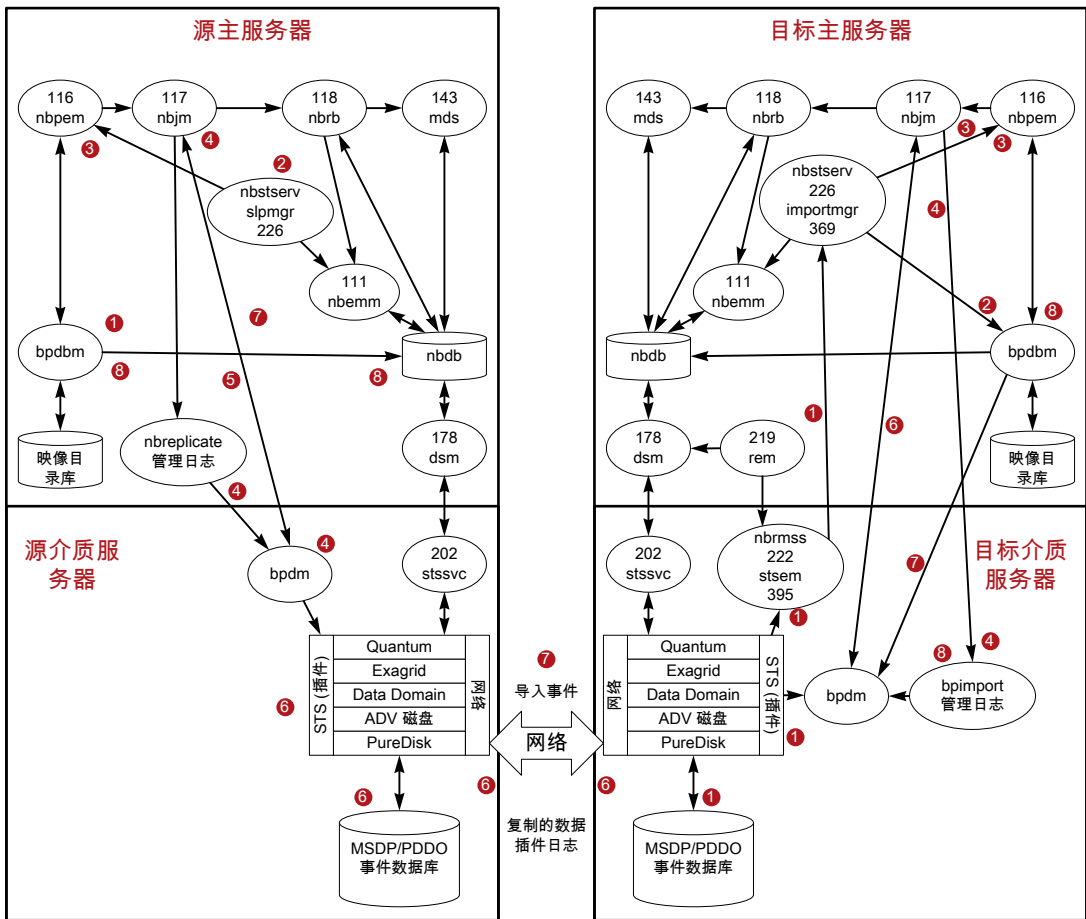 源主服务器
116
nbpem
117
nbjm
118
nbrb
143
mds
3
4
2
nbstserv
slpmgr
226
111
nbemm
1
7
bpdbm
8
5
8
nbdb
映像目
录库
nbreplicate
管理日志
178
dsm
4
源介质服
务器
4
bpdm
202
stssvc
STS (插件)
Quantum
Exagrid
Data Domain
ADV 磁盘
PureDisk
网络
6
6
6
MSDP/PDDO
事件数据库
7
导入事件
网络
复制的数据
插件日志
目标主服务器
143
mds
118
nbrb
117
nbjm
116
nbpem
3
3
nbstserv
226
importmgr
369
4
111
nbemm
2
8
nbdb
bpdbm
1
6
178
dsm
219
rem
映像目
录库
目标介质
服务器
202
stssvc
nbrmss
222
stsem
395
7
1
网络
Quantum
Exagrid
Data Domain
ADV 磁盘
PureDisk
STS (插件)
4
8
bpdm
bpimport
管理日志
1
6
1
MSDP/PDDO
事件数据库